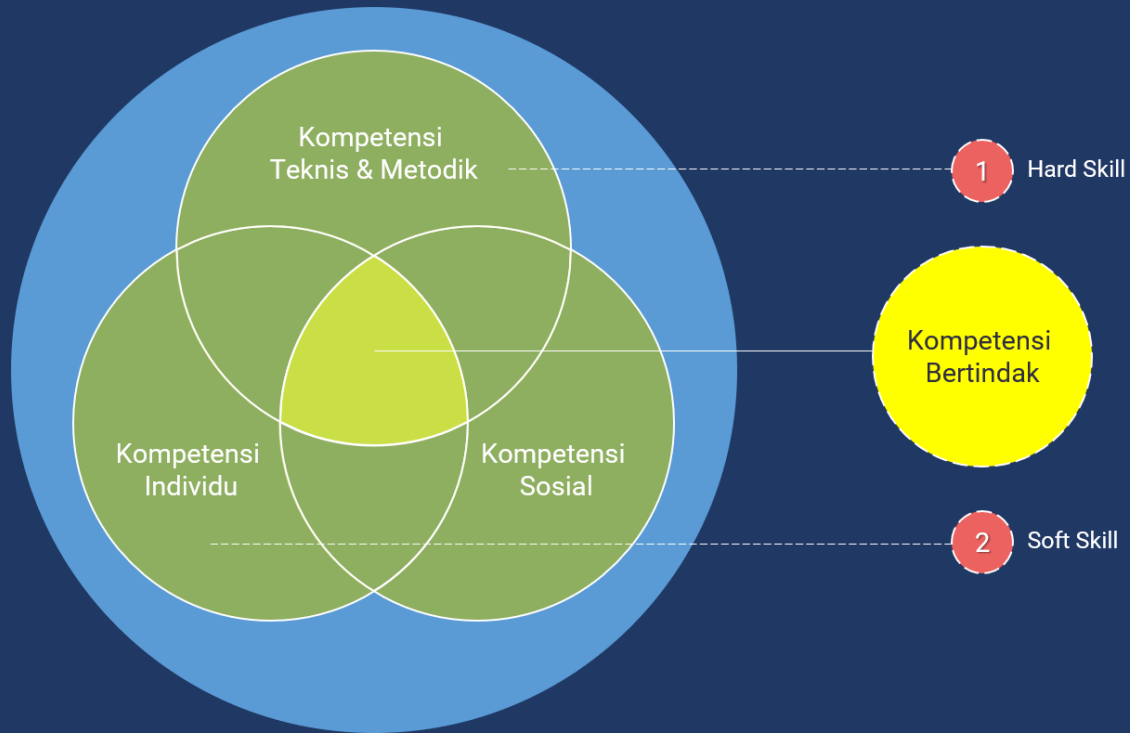 Kompetensi
Teknis & Metodik
1
Hard Skill
Kompetensi
Bertindak
Kompetensi
Individu
Kompetensi
Sosial
2
Soft Skill